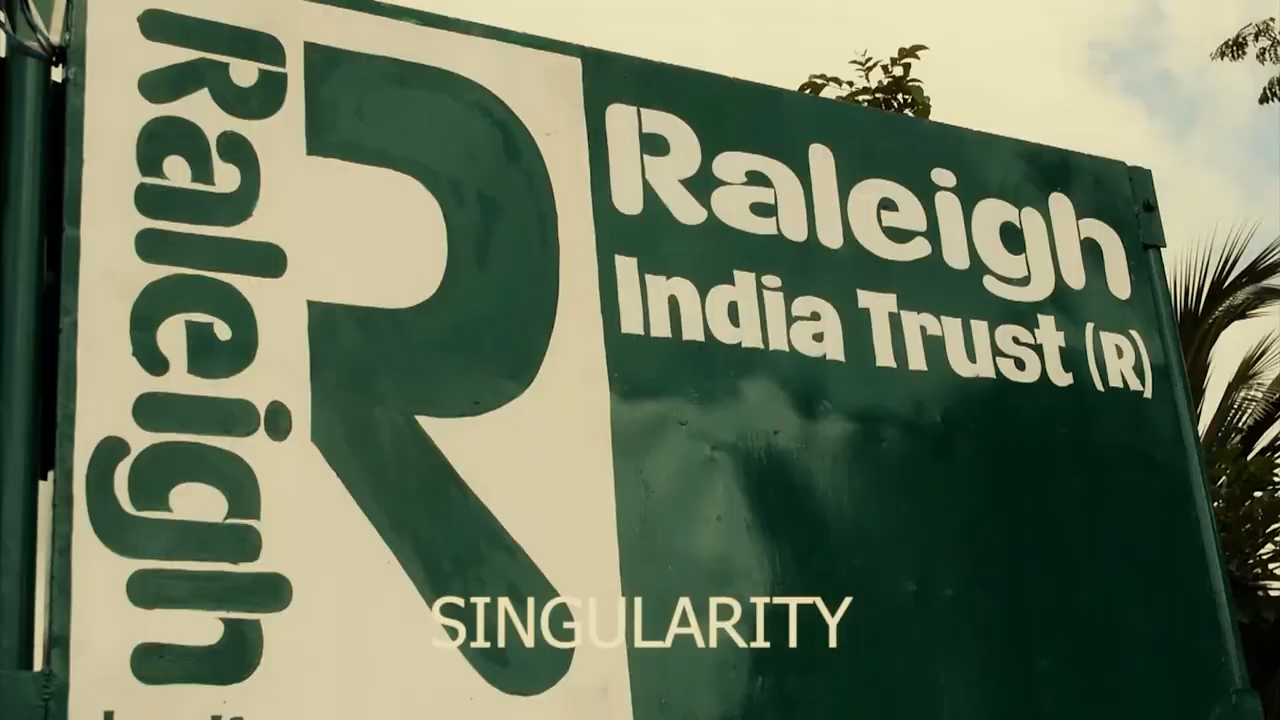 Raleigh
R
Raleigh
India Trust (R)
SINGULARITY